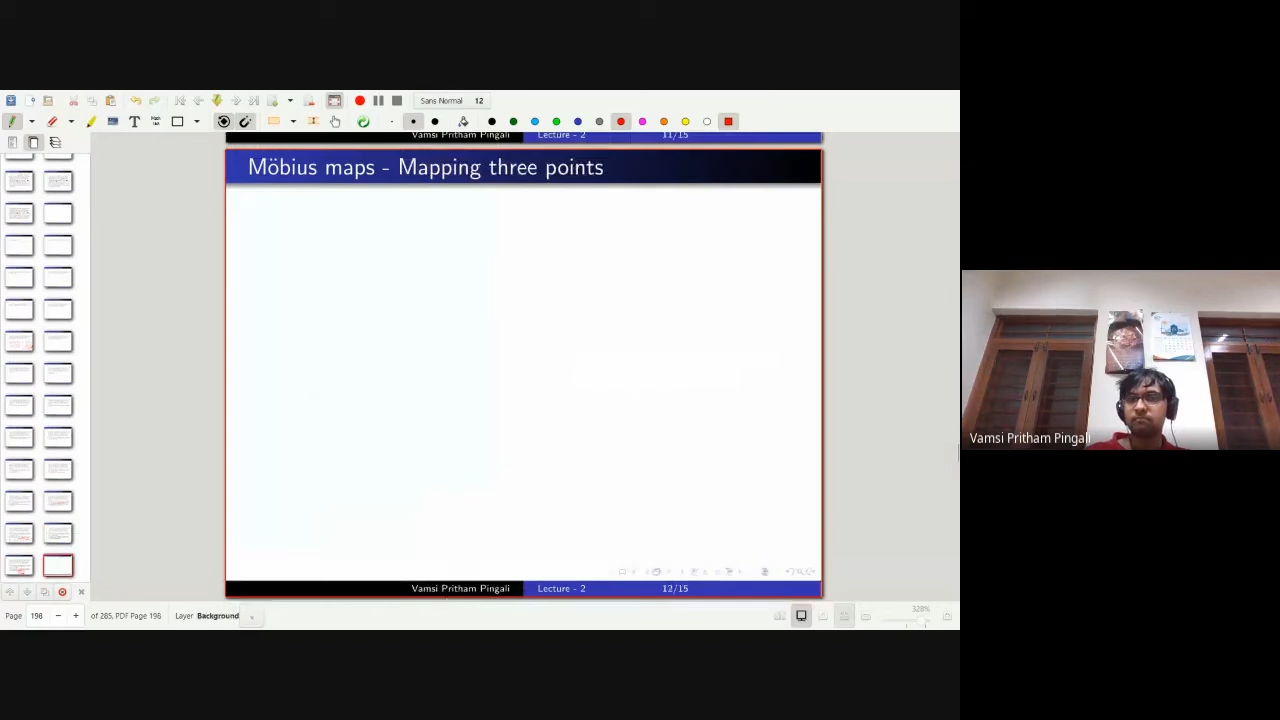 Sans Normal 12
Vamsi Pritham Pingali Lecture - 2 11/15
Möbius maps - Mapping three points
Vamsi Pritham Pingali
Vamsi Pritham Pingali Lecture - 2 12/15
Page 198 of 285, PDF Page 198 Layer Background 328%